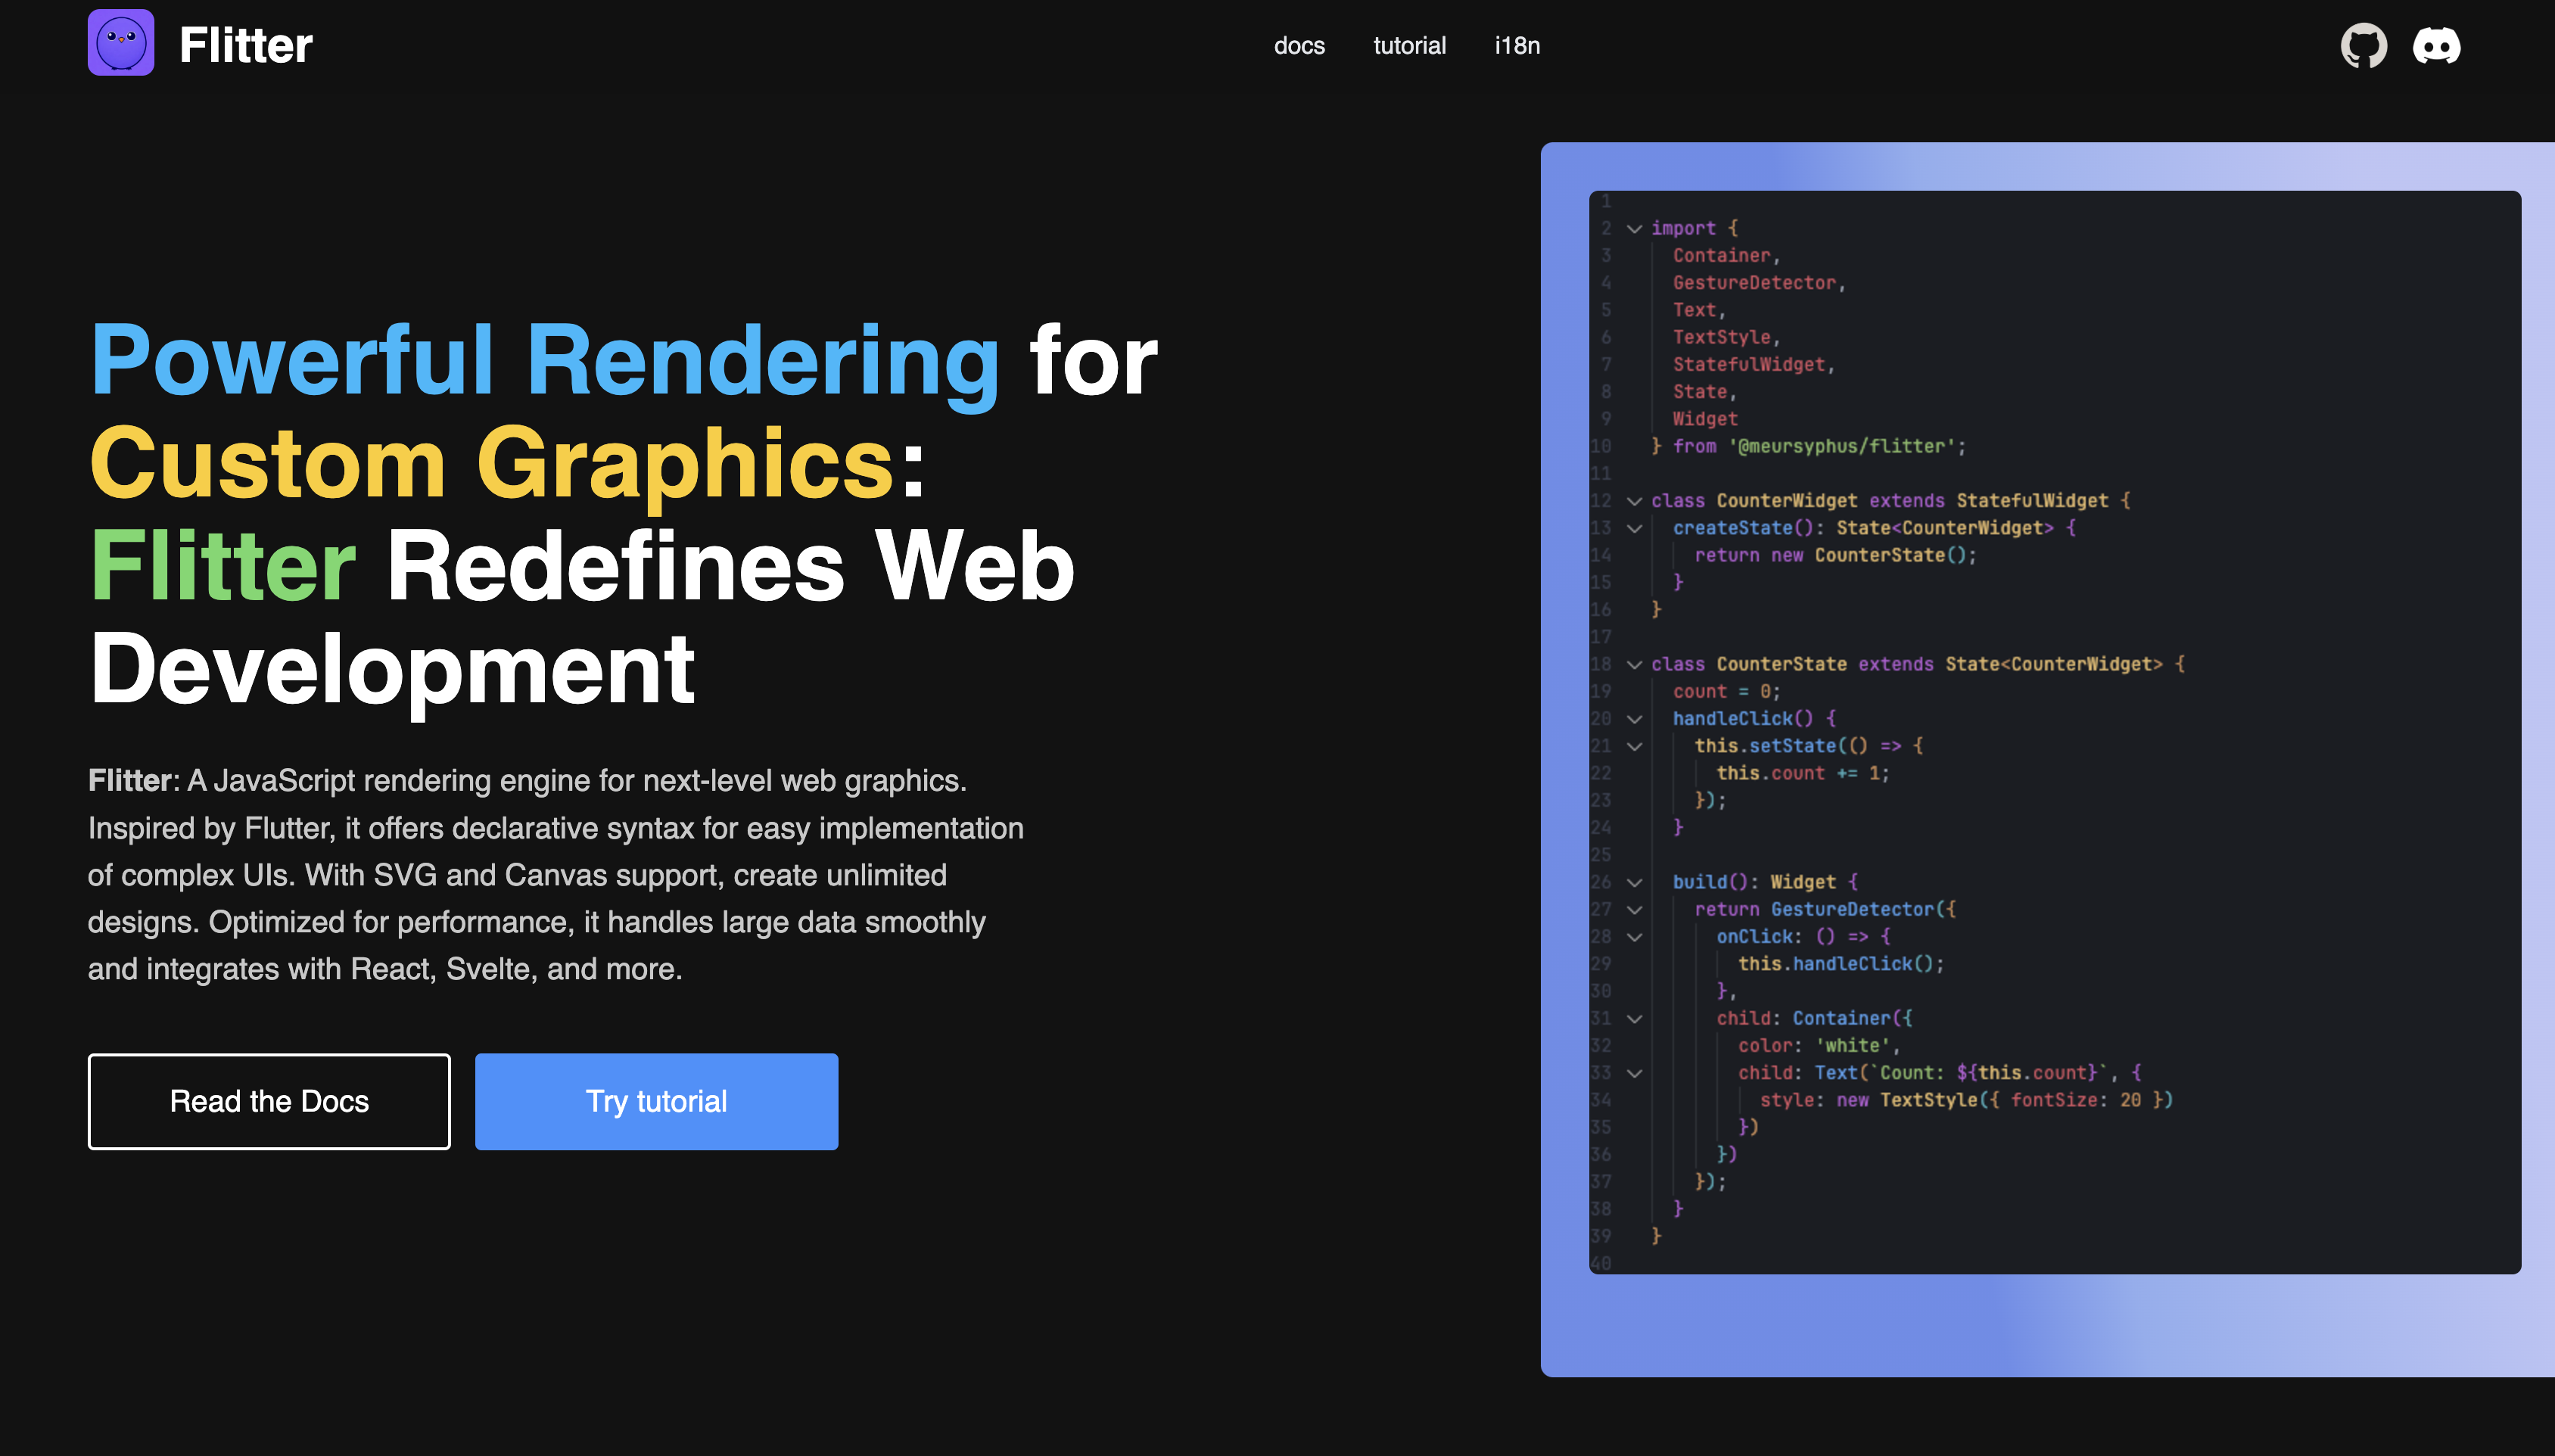 Flitter
docs
tutorial
i18n
Powerful Rendering for
Custom Graphics:
Flitter Redefines Web
Development
Flitter: A JavaScript rendering engine for next-level web graphics.
Inspired by Flutter, it offers declarative syntax for easy implementation
of complex UIs. With SVG and Canvas support, create unlimited
designs. Optimized for performance, it handles large data smoothly
and integrates with React, Svelte, and more.
Read the Docs
Try tutorial
1
2 import {
3 Container,
4 GestureDetector,
5 Text,
6 TextStyle,
7 StatefulWidget,
8 State,
9 Widget
10 } from '@meursyphus/flitter';
11
12 class CounterWidget extends StatefulWidget {
13 createState(): State<CounterWidget> {
14 return new CounterState();
15 }
16 }
17
18 class CounterState extends State<CounterWidget> {
19 count = 0;
20 handleClick() {
21 this.setState(() => {
22 this.count += 1;
23 });
24 }
25
26 build(): Widget {
27 return GestureDetector({
28 onClick: () => {
29 this.handleClick();
30 },
31 child: Container({
32 color: 'white',
33 child: Text(`Count: ${this.count}`, {
34 style: new TextStyle({ fontSize: 20 })
35 })
36 })
37 });
38 }
39 }
40